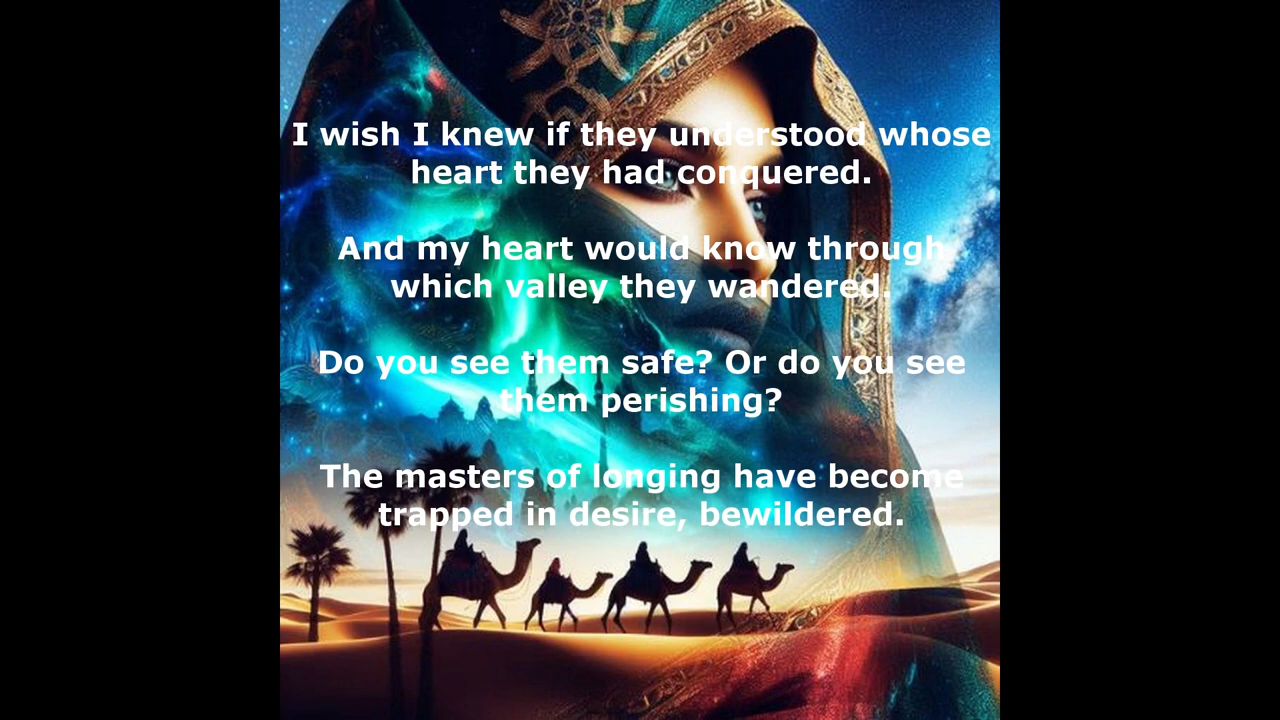 I wish I knew if they understood whose
heart they had conquered.
And my heart would know through
which valley they wandered.
Do you see them safe? Or do you see
them perishing?
The masters of longing have become
trapped in desire, bewildered.